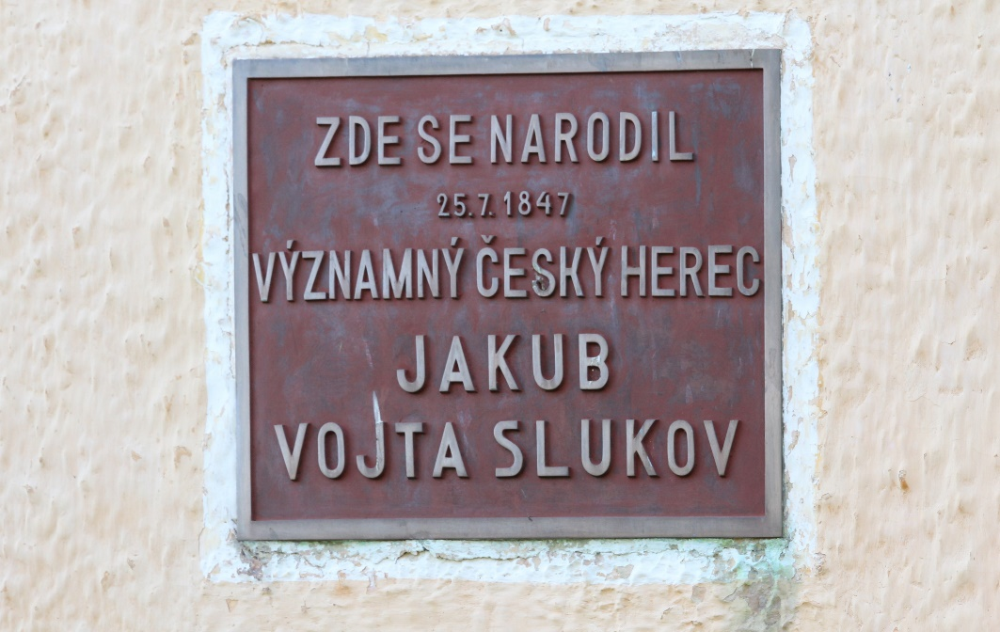 ZDE SE NARODIL
25.7.1847
VÝZNAMNÝ ČESKÝ HEREC
JAKUB
VOJTA SLUKOV